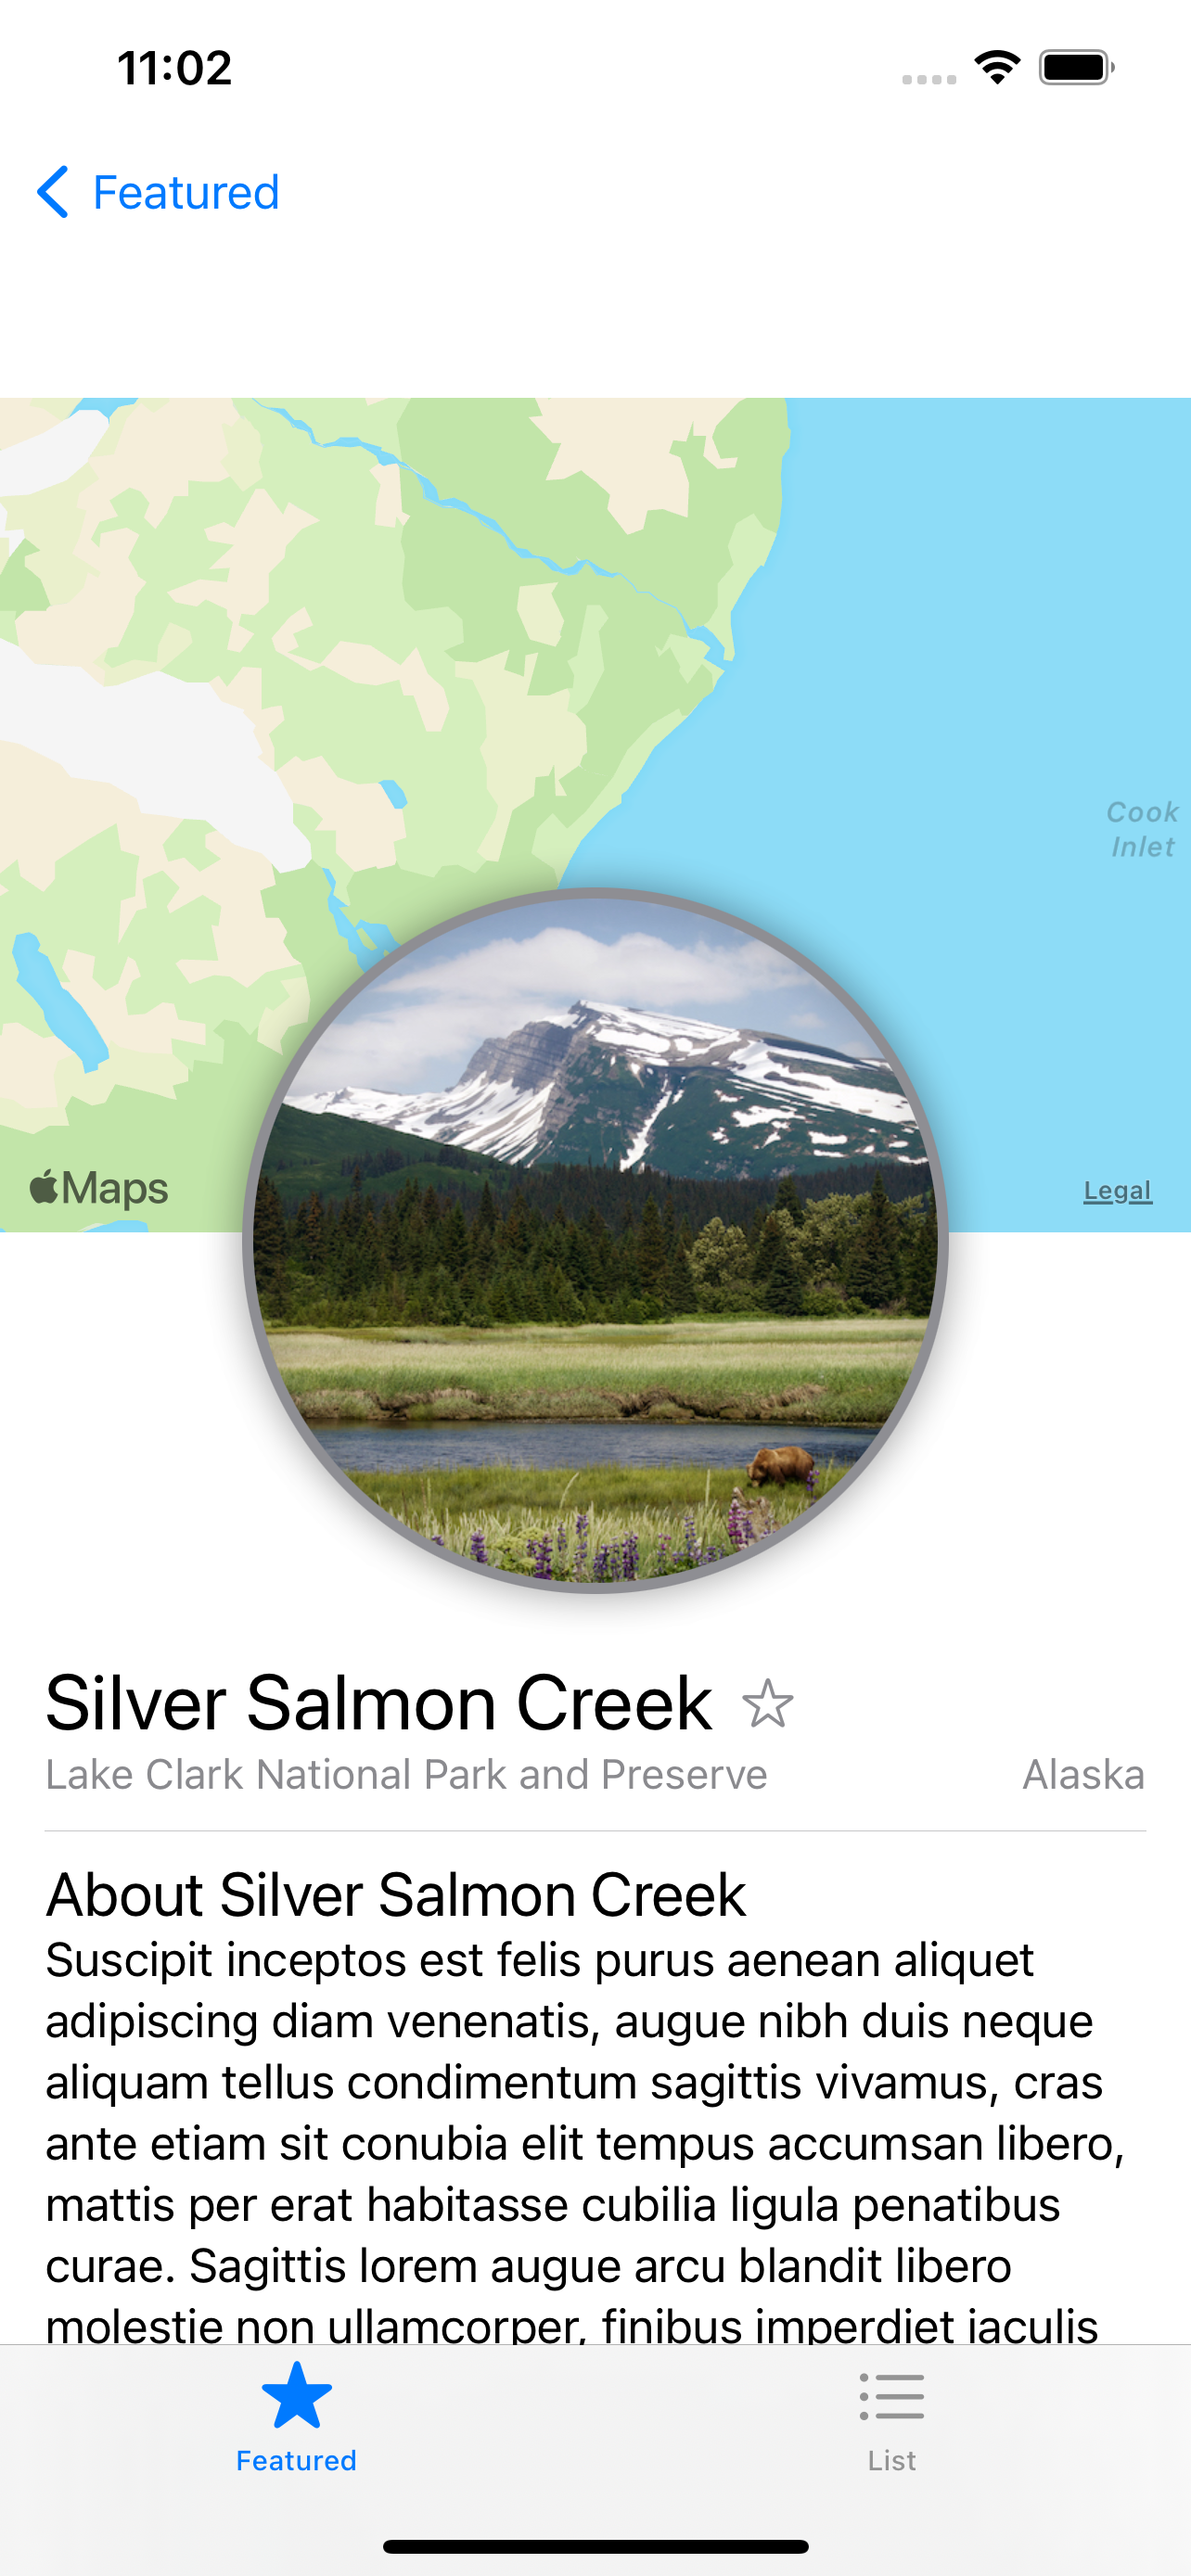 11:02
Featured
Cook
Inlet
Maps
Legal
Silver Salmon Creek
Lake Clark National Park and Preserve Alaska
About Silver Salmon Creek
Suscipit inceptos est felis purus aenean aliquet
adipiscing diam venenatis, augue nibh duis neque
aliquam tellus condimentum sagittis vivamus, cras
ante etiam sit conubia elit tempus accumsan libero,
mattis per erat habitasse cubilia ligula penatibus
curae. Sagittis lorem augue arcu blandit libero
molestie non ullamcorper, finibus imperdiet iaculis
Featured
List